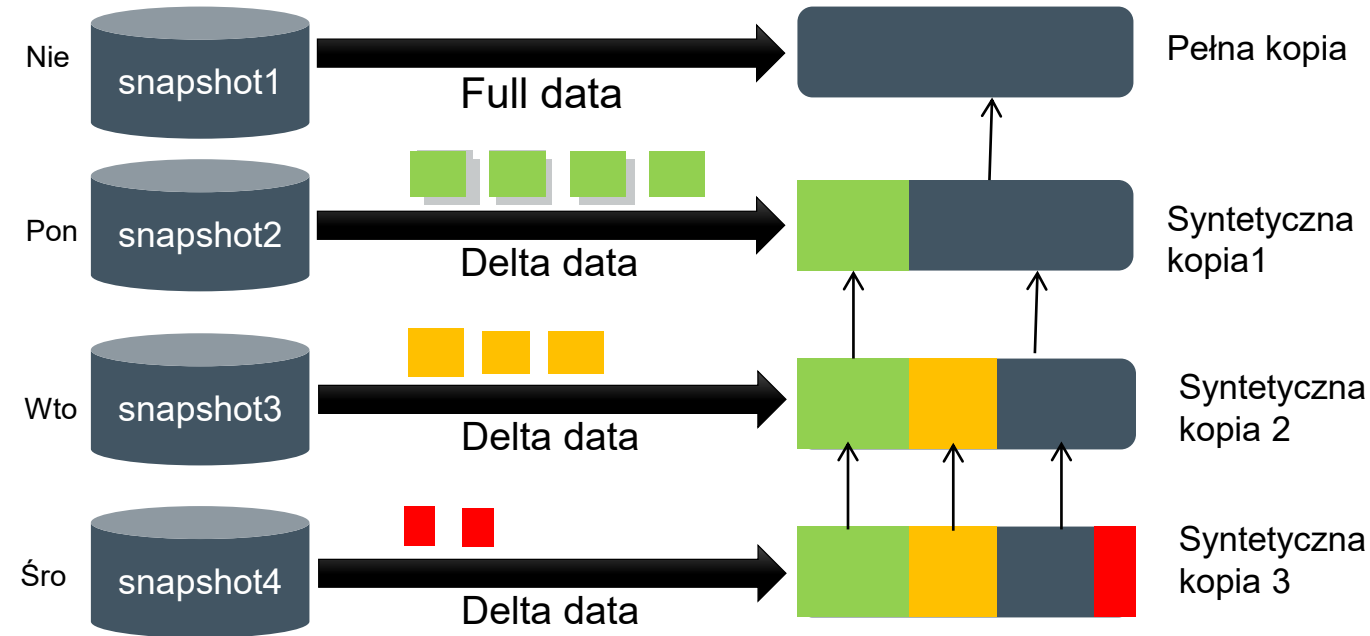 Nie
snapshot1
Full data
Pełna kopia
Pon
snapshot2
Delta data
Syntetyczna
kopia1
Wto
snapshot3
Delta data
Syntetyczna
kopia 2
Śro
snapshot4
Delta data
Syntetyczna
kopia 3